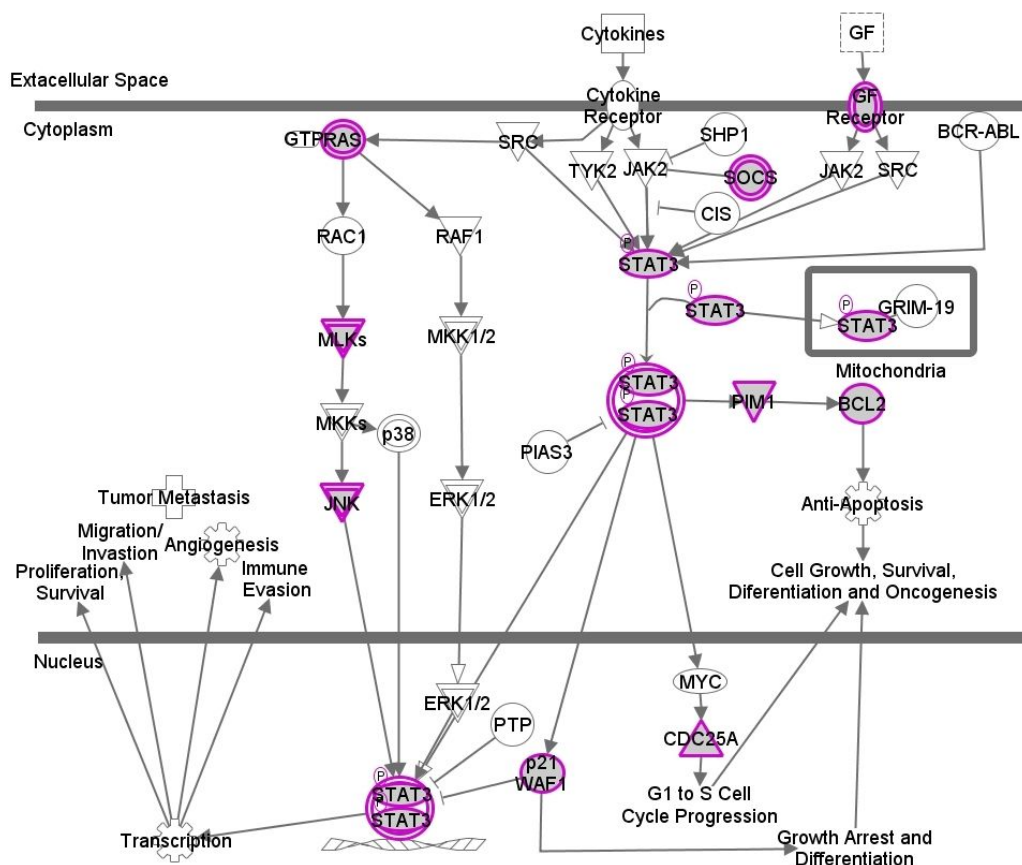 Cytokines
GF
Extacellular Space
Cytokine
Receptor
GF
Receptor
Cytoplasm
GTP
RAS
SRC
SHP1
BCR-ABL
TYK2
JAK2
SOCS
JAK2
SRC
CIS
RAC1
RAF1
P
STAT3
P
STAT3
P
STAT3
GRIM-19
MLKs
MKK1/2
Mitochondria
P
STAT3
P
STAT3
PIM1
BCL2
MKKs
p38
PIAS3
Tumor Metastasis
JNK
ERK1/2
Anti-Apoptosis
Migration/
Invastion
Angiogenesis
Immune
Evasion
Proliferation,
Survival
Cell Growth, Survival,
Diferentiation and Oncogenesis
Nucleus
MYC
ERK1/2
PTP
CDC25A
p21
WAF1
P
STAT3
P
STAT3
G1 to S Cell
Cycle Progression
Transcription
Growth Arrest and
Differentiation